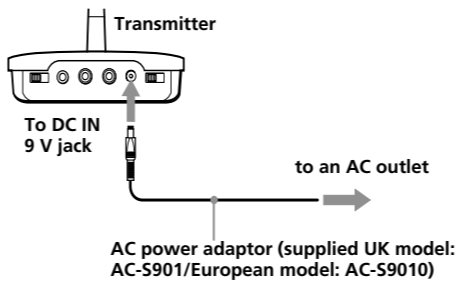 Transmitter
To DC IN
9 V jack
to an AC outlet
AC power adaptor (supplied UK model:
AC-S901/European model: AC-S9010)